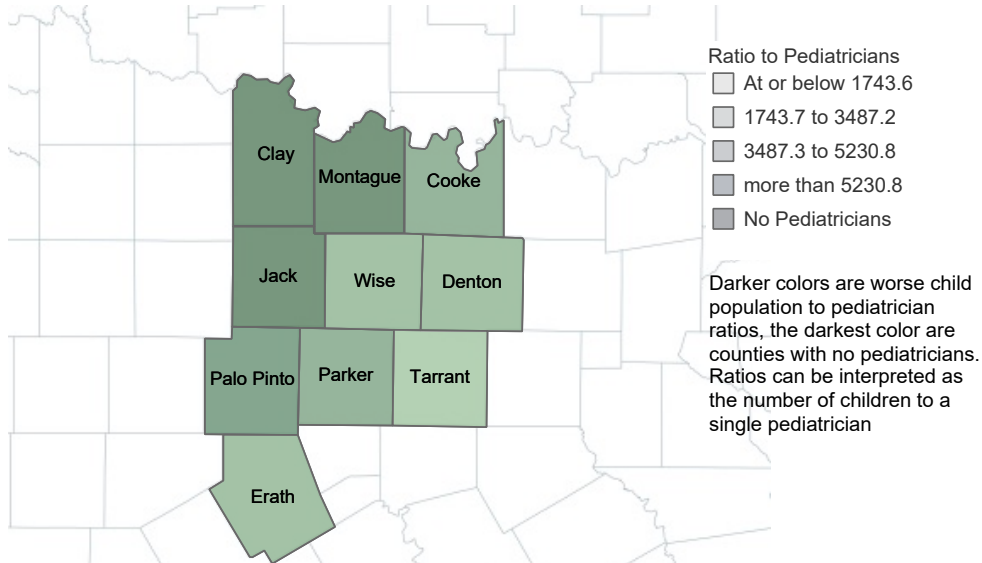 Clay
Montague
Cooke
Jack
Wise
Denton
Palo Pinto
Parker
Tarrant
Erath
Ratio to Pediatricians
At or below 1743.6
1743.7 to 3487.2
3487.3 to 5230.8
more than 5230.8
No Pediatricians
Darker colors are worse child
population to pediatrician
ratios, the darkest color are
counties with no pediatricians.
Ratios can be interpreted as
the number of children to a
single pediatrician